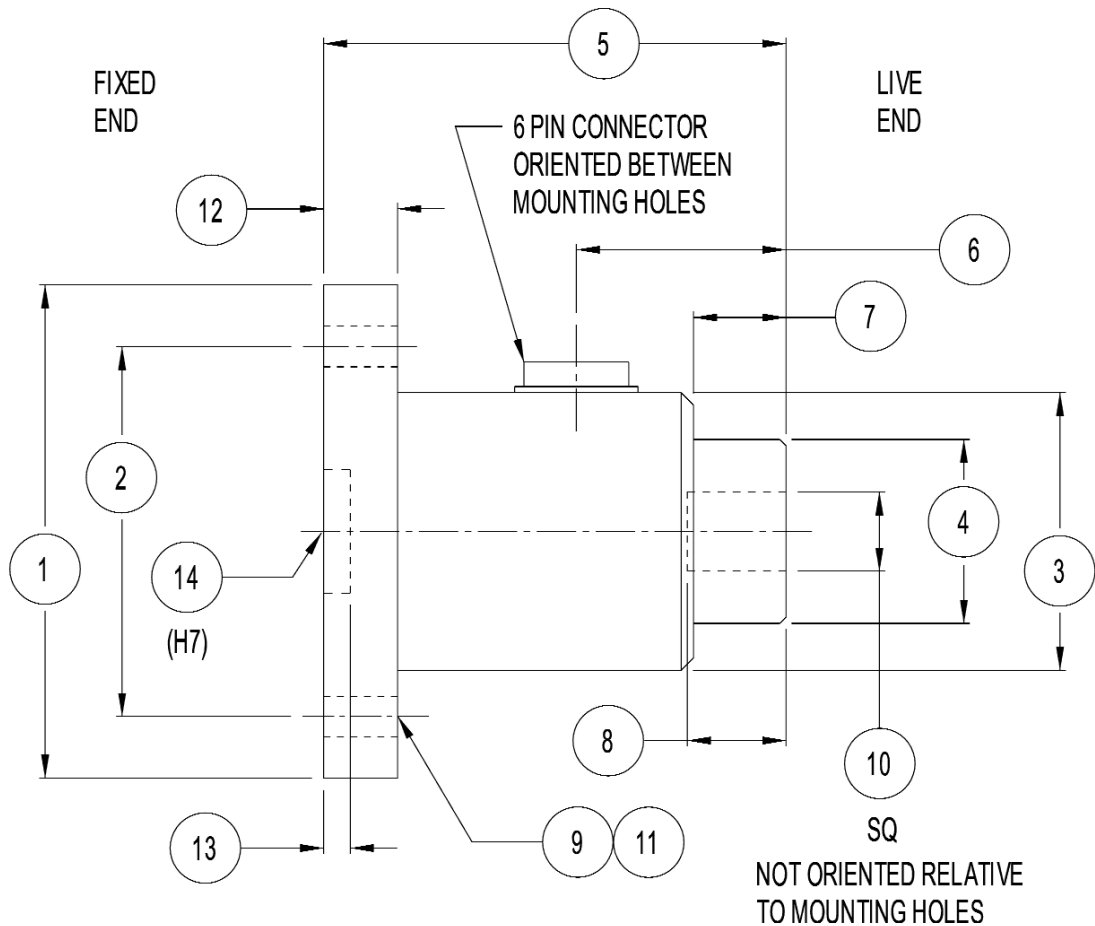 5
FIXED
END
LIVE
END
6 PIN CONNECTOR
ORIENTED BETWEEN
MOUNTING HOLES
12
6
7
2
4
1
14
3
(H7)
8
10
13
9
11
SQ
NOT ORIENTED RELATIVE
TO MOUNTING HOLES